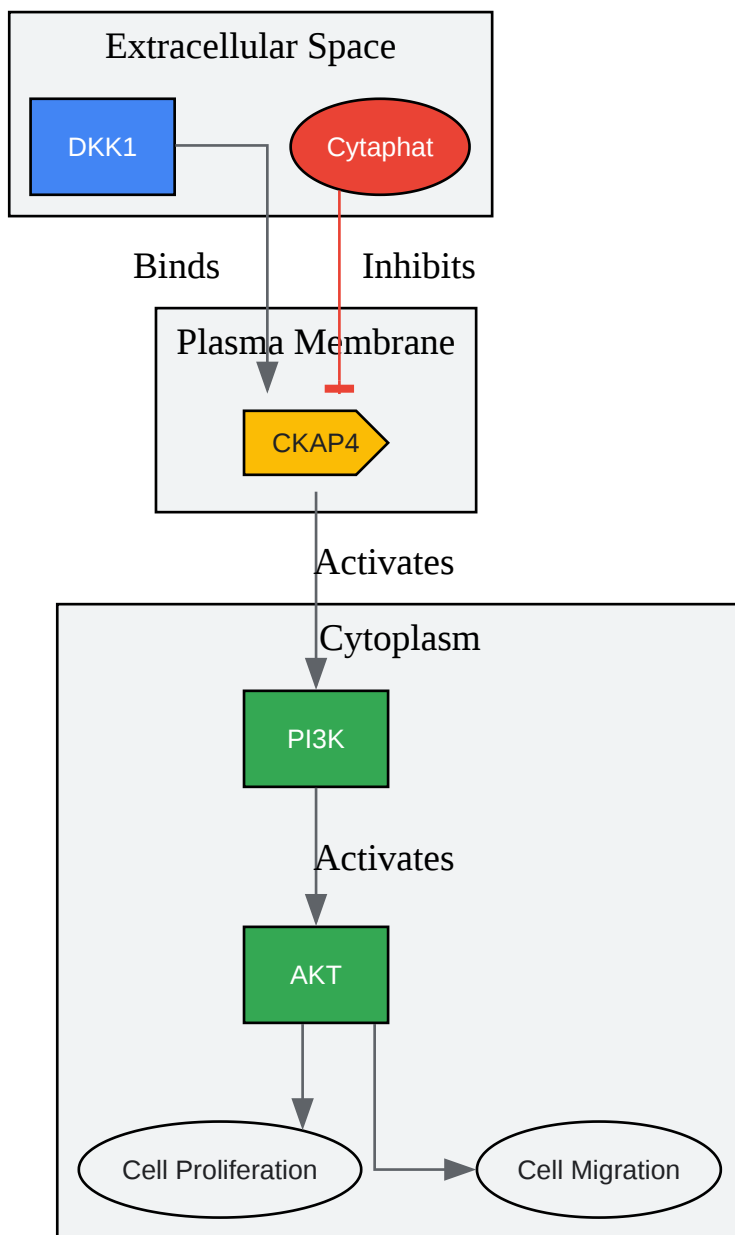 Extracellular Space
DKK1
Cytaphat
Binds
Inhibits
Plasma Membrane
CKAP4
Activates
Cytoplasm
PI3K
Activates
AKT
Cell Proliferation
Cell Migration